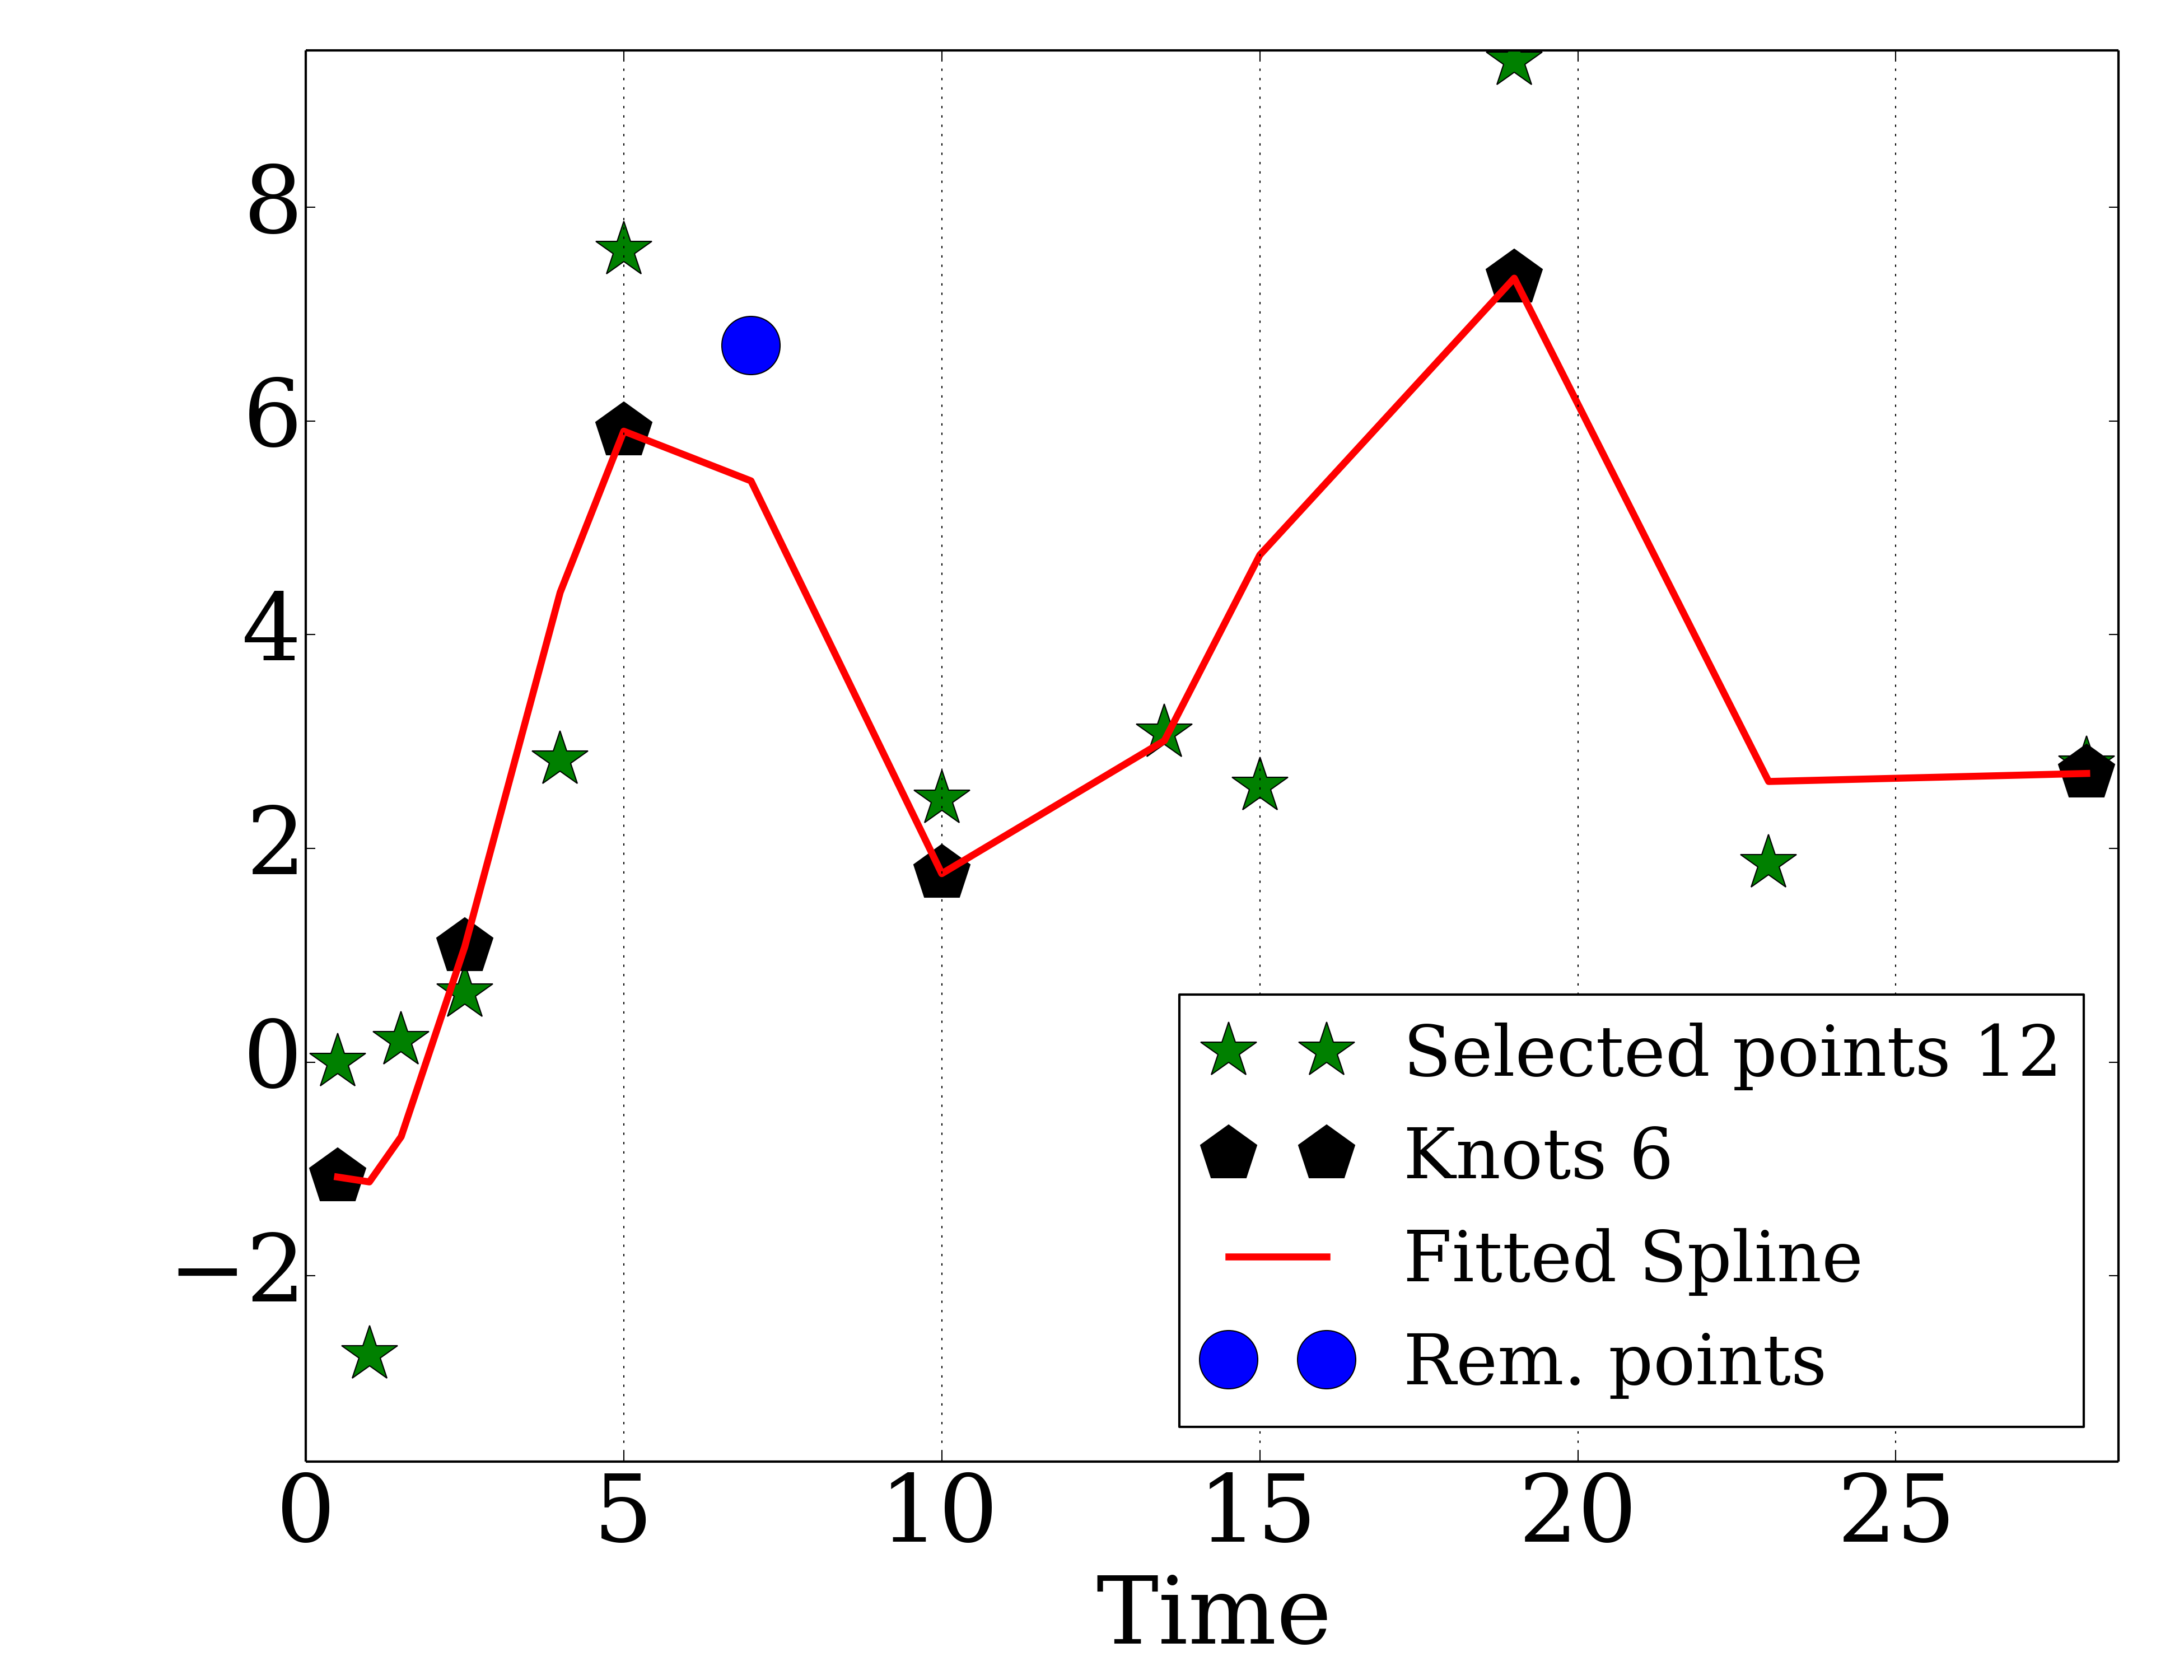 8
6
4
2
0
−2
Selected points 12
Knots 6
Fitted Spline
Rem. points
0 5 10 15 20 25
Time